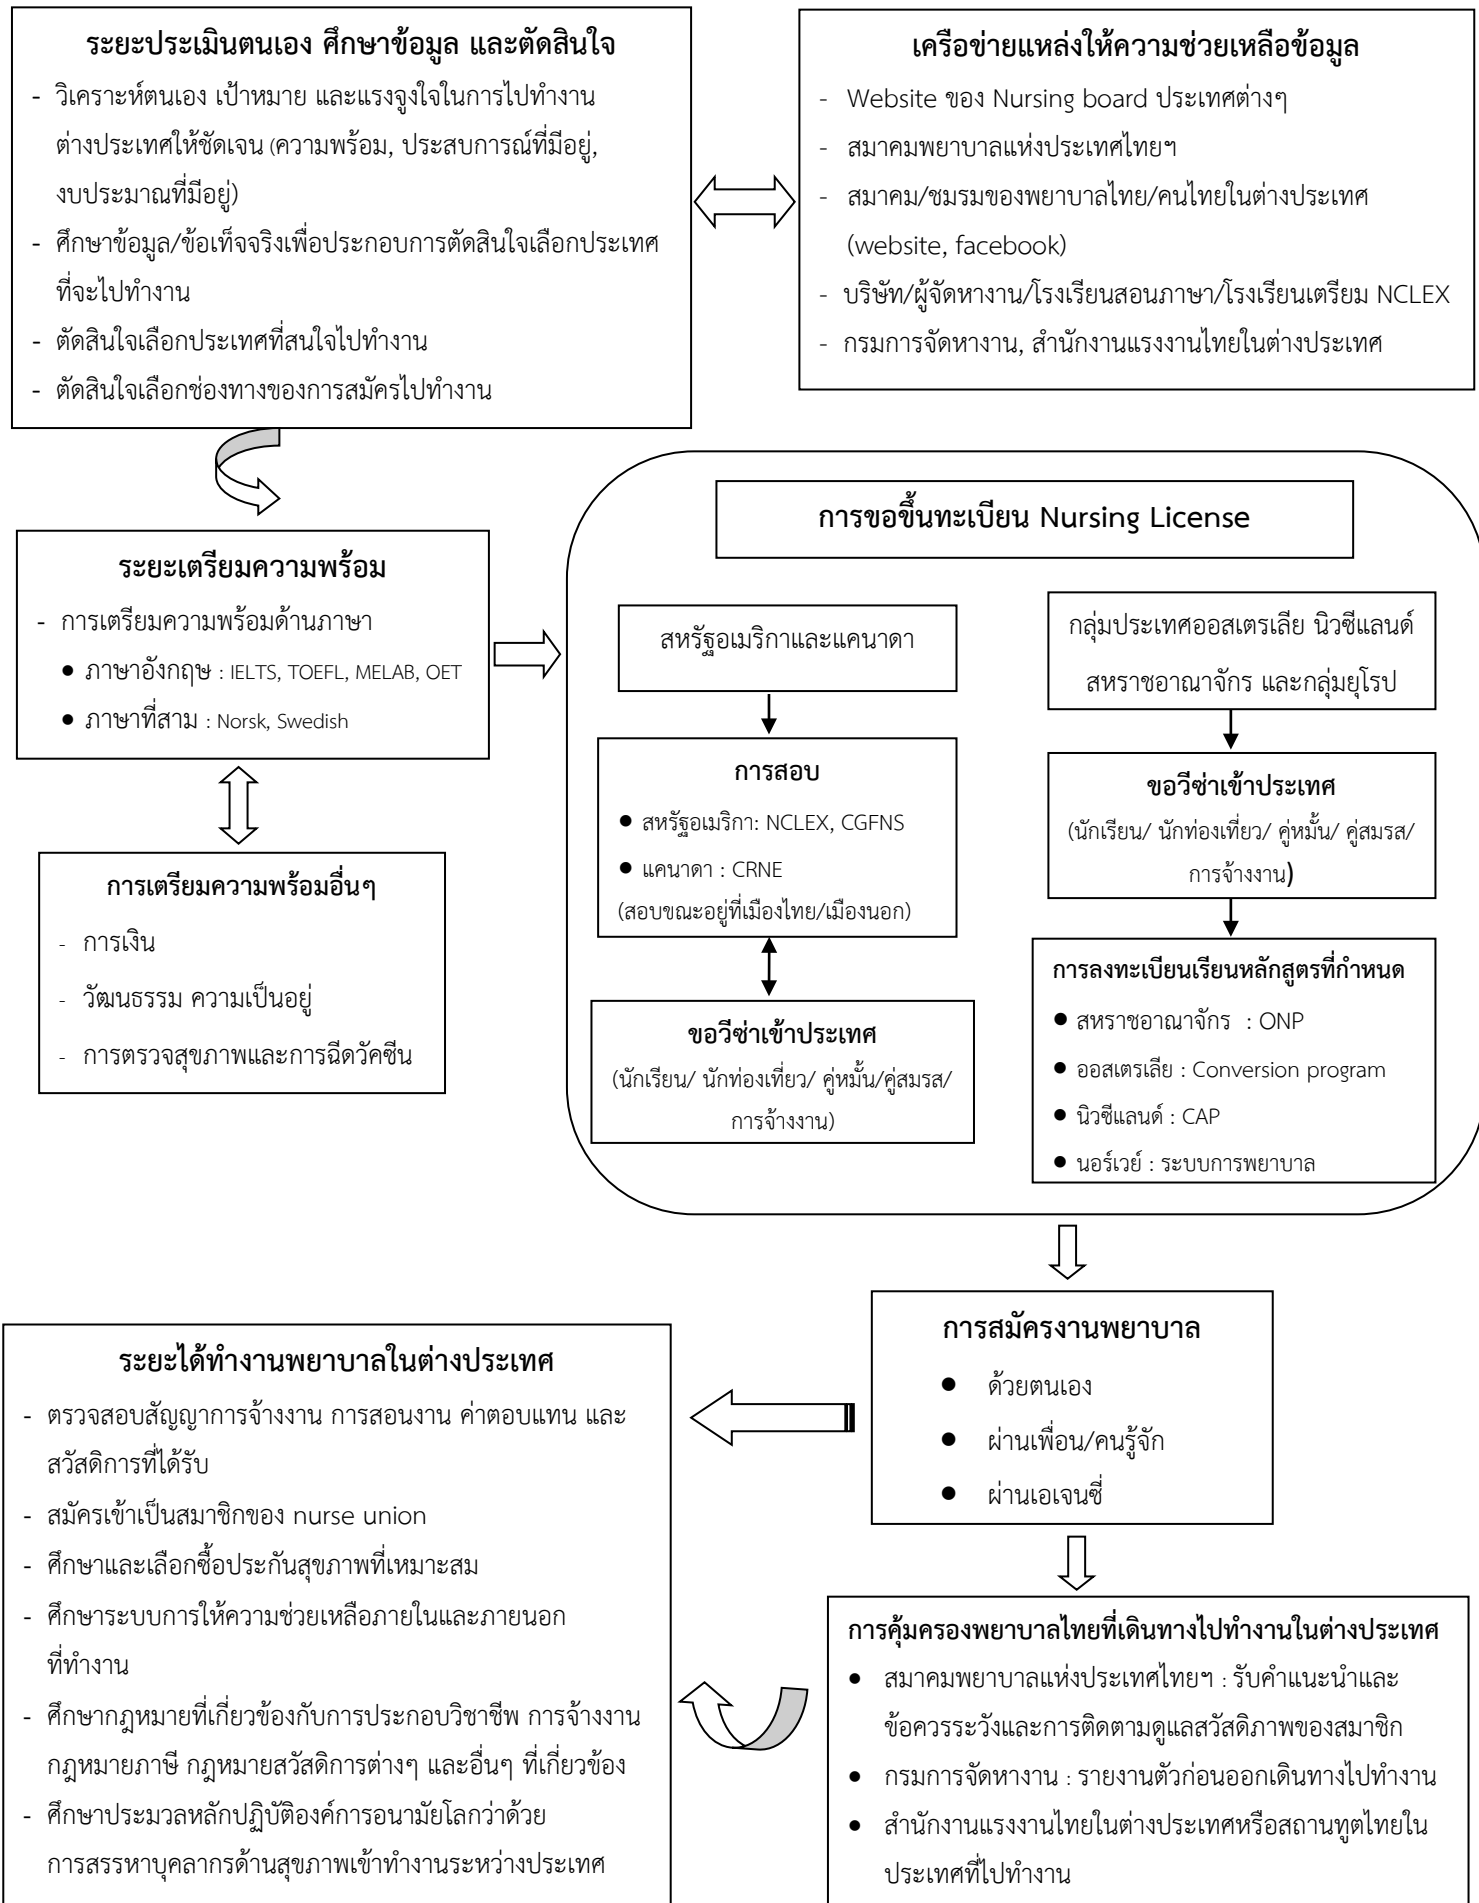 ระยะประเมินตนเอง ศึกษาข้อมูล และตัดสินใจ
- วิเคราะห์ตนเอง เป้าหมาย และแรงจูงใจในการไปทำงาน
ต่างประเทศให้ชัดเจน (ความพร้อม, ประสบการณ์ที่มีอยู่,
งบประมาณที่มีอยู่)
- ศึกษาข้อมูล/ข้อเท็จจริงเพื่อประกอบการตัดสินใจเลือกประเทศ
ที่จะไปทำงาน
- ตัดสินใจเลือกประเทศที่สนใจไปทำงาน
- ตัดสินใจเลือกช่องทางของการสมัครไปทำงาน
เครือข่ายแหล่งให้ความช่วยเหลือข้อมูล
- Website ของ Nursing board ประเทศต่างๆ
- สมาคมพยาบาลแห่งประเทศไทยฯ
- สมาคม/ชมรมของพยาบาลไทย/คนไทยในต่างประเทศ
(website, facebook)
- บริษัท/ผู้จัดหางาน/โรงเรียนสอนภาษา/โรงเรียนเตรียม NCLEX
- กรมการจัดหางาน, สำนักงานแรงงานไทยในต่างประเทศ
ระยะเตรียมความพร้อม
- การเตรียมความพร้อมด้านภาษา
● ภาษาอังกฤษ : IELTS, TOEFL, MELAB, OET
● ภาษาที่สาม : Norsk, Swedish
การเตรียมความพร้อมอื่นๆ
- การเงิน
- วัฒนธรรม ความเป็นอยู่
- การตรวจสุขภาพและการฉีดวัคซีน
การขอขึ้นทะเบียน Nursing License
สหรัฐอเมริกาและแคนาดา
การสอบ
● สหรัฐอเมริกา: NCLEX, CGFNS
● แคนาดา : CRNE
(สอบขณะอยู่ที่เมืองไทย/เมืองนอก)
ขอวีซ่าเข้าประเทศ
(นักเรียน/ นักท่องเที่ยว/ คู่หมั้น/คู่สมรส/
การจ้างงาน)
กลุ่มประเทศออสเตรเลีย นิวซีแลนด์
สหราชอาณาจักร และกลุ่มยุโรป
ขอวีซ่าเข้าประเทศ
(นักเรียน/ นักท่องเที่ยว/ คู่หมั้น/ คู่สมรส/
การจ้างงาน)
การลงทะเบียนเรียนหลักสูตรที่กำหนด
● สหราชอาณาจักร : ONP
● ออสเตรเลีย : Conversion program
● นิวซีแลนด์ : CAP
● นอร์เวย์ : ระบบการพยาบาล
การสมัครงานพยาบาล
● ด้วยตนเอง
● ผ่านเพื่อน/คนรู้จัก
● ผ่านเอเจนซี่
ระยะได้ทำงานพยาบาลในต่างประเทศ
- ตรวจสอบสัญญาการจ้างงาน การสอนงาน ค่าตอบแทน และ
สวัสดิการที่ได้รับ
- สมัครเข้าเป็นสมาชิกของ nurse union
- ศึกษาและเลือกซื้อประกันสุขภาพที่เหมาะสม
- ศึกษาระบบการให้ความช่วยเหลือภายในและภายนอก
ที่ทำงาน
- ศึกษากฎหมายที่เกี่ยวข้องกับการประกอบวิชาชีพ การจ้างงาน
กฎหมายภาษี กฎหมายสวัสดิการต่างๆ และอื่นๆ ที่เกี่ยวข้อง
- ศึกษาประมวลหลักปฏิบัติองค์การอนามัยโลกว่าด้วย
การสรรหาบุคลากรด้านสุขภาพเข้าทำงานระหว่างประเทศ
การคุ้มครองพยาบาลไทยที่เดินทางไปทำงานในต่างประเทศ
● สมาคมพยาบาลแห่งประเทศไทยฯ : รับคำแนะนำและ
ข้อควรระวังและการติดตามดูแลสวัสดิภาพของสมาชิก
● กรมการจัดหางาน : รายงานตัวก่อนออกเดินทางไปทำงาน
● สำนักงานแรงงานไทยในต่างประเทศหรือสถานทูตไทยใน
ประเทศที่ไปทำงาน